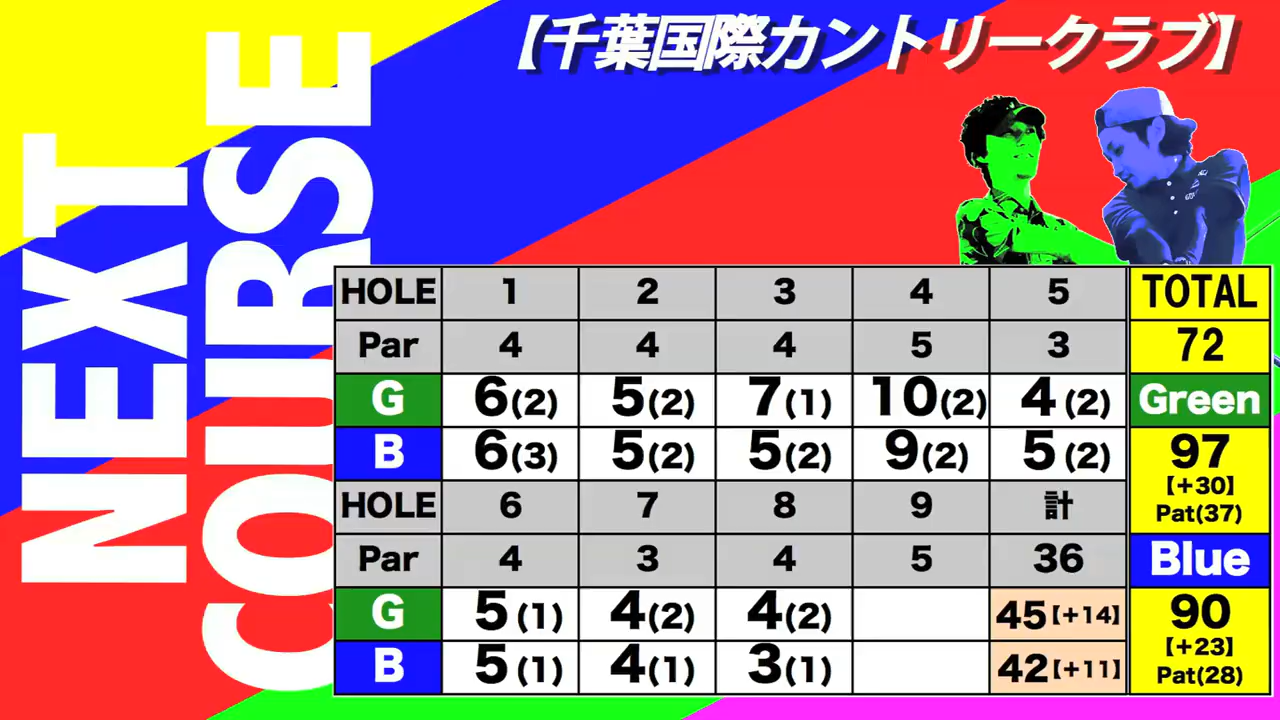 【千葉国際カントリークラブ】
NEXT
COURSE
HOLE 1 2 3 4 5 TOTAL
Par 4 4 4 5 3 72
G 6(2) 5(2) 7(1) 10(2) 4(2) Green
B 6(3) 5(2) 5(2) 9(2) 5(2) 97
【+30】
Pat(37)
HOLE 6 7 8 9 計
Par 4 3 4 5 36 Blue
G 5(1) 4(2) 4(2) 45【+14】 90
【+23】
B 5(1) 4(1) 3(1) 42【+11】 Pat(28)